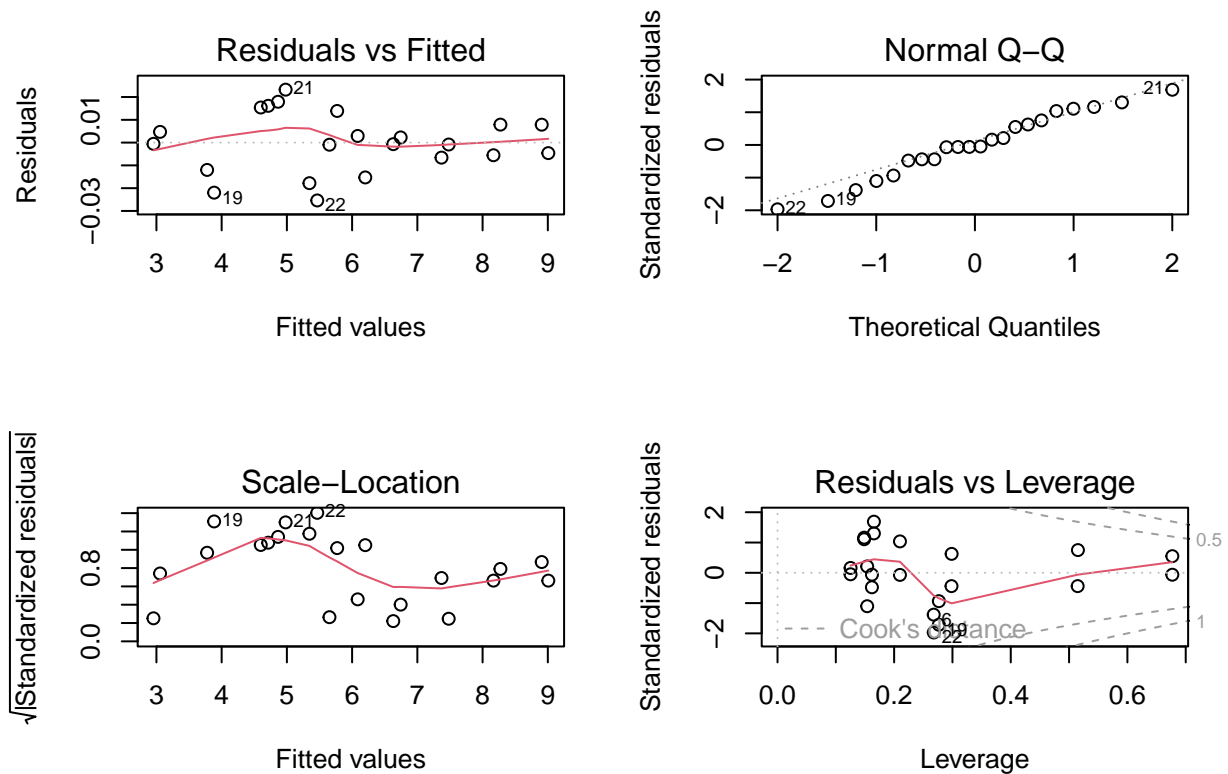 Residuals vs Fitted
Residuals
0.01
−0.03
21
19
22
3 4 5 6 7 8 9
Fitted values
Normal Q−Q
Standardized residuals
2
0
−2
21
22
19
−2 −1 0 1 2
Theoretical Quantiles
Scale−Location
√|Standardized residuals|
0.8
0.0
19
21
22
3 4 5 6 7 8 9
Fitted values
Residuals vs Leverage
Standardized residuals
2
0
−2
0.5
1
6
19
22
Cook's distance
0.0 0.2 0.4 0.6
Leverage